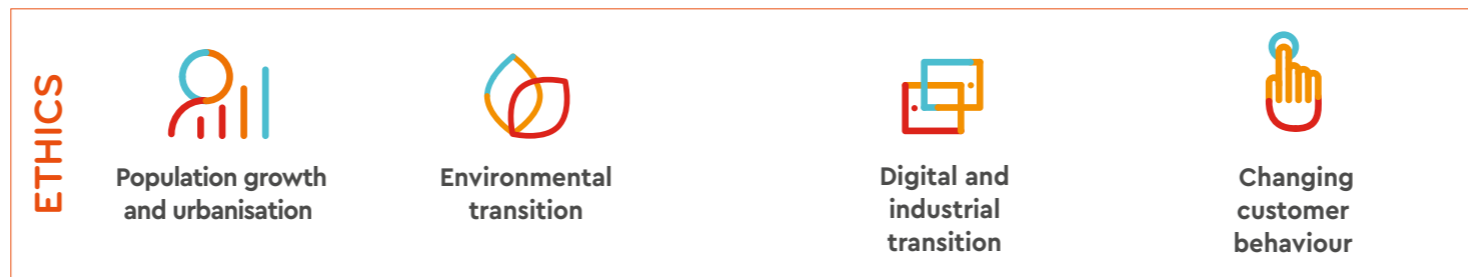 ETHICS
Population growth
and urbanisation
Environmental
transition
Digital and
industrial
transition
Changing
customer
behaviour